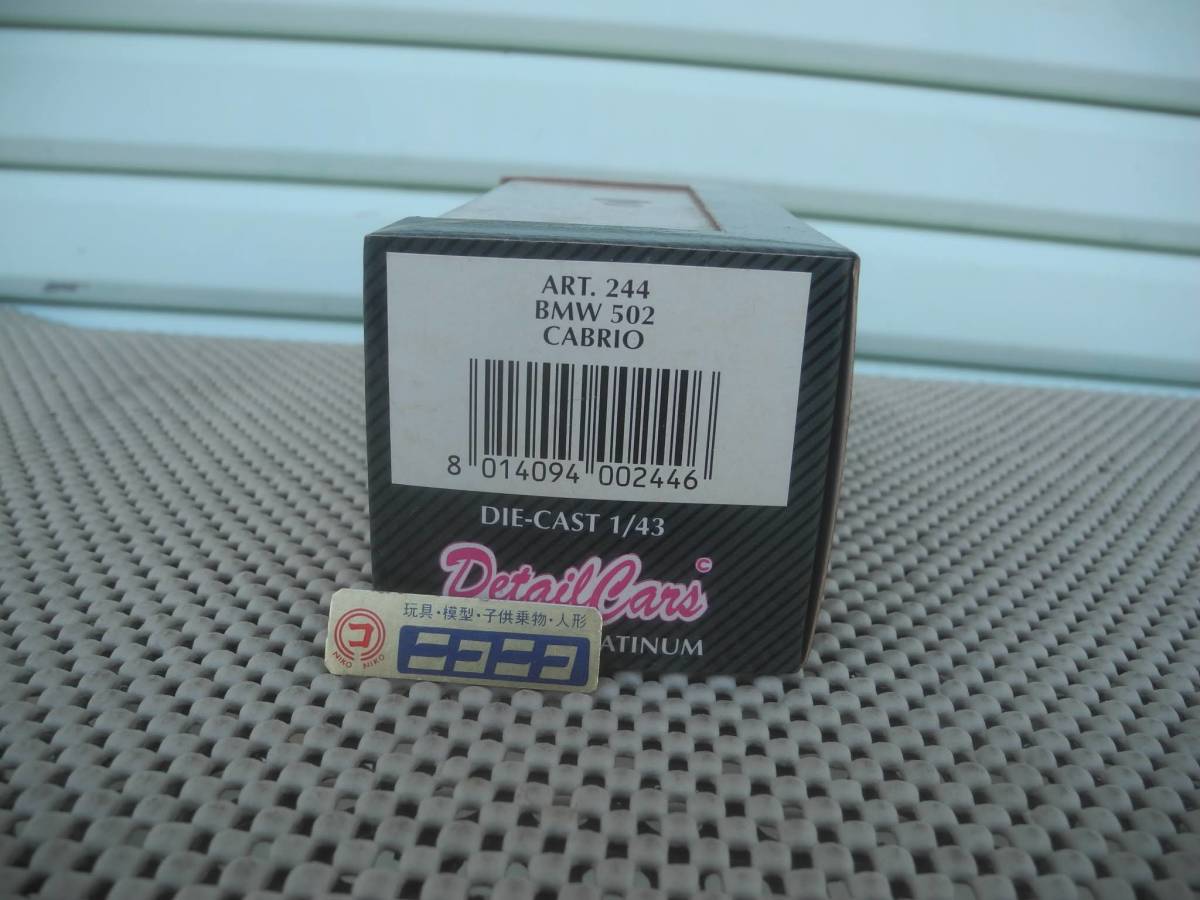 ART. 244
BMW 502
CABRIO
8 014094 002446
DIE-CAST 1/43
DetailCars©
玩具・模型・子供乗物・人形
コ
NIKO NIKO
ニコニコ